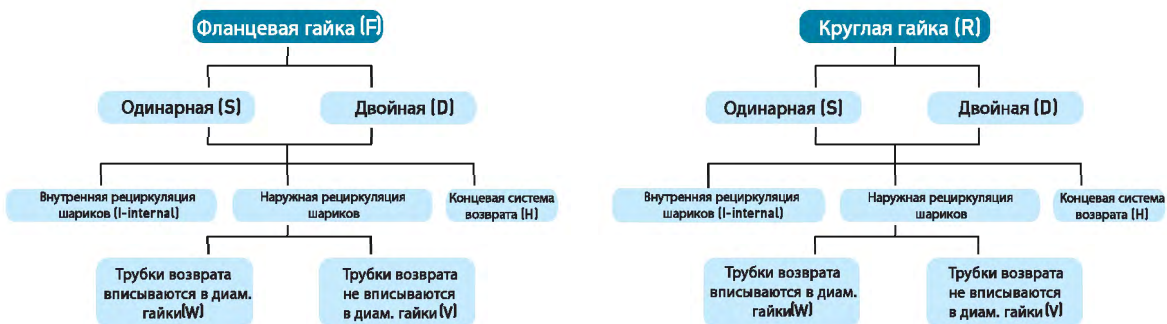 Фланцевая гайка (F)
Одинарная (S)
Двойная (D)
Внутренняя рециркуляция
шариков (I-internal)
Наружная рециркуляция
шариков
Концевая система
возврата (H)
Трубки возврата
вписываются в диам.
гайки(W)
Трубки возврата
не вписываются
в диам. гайки (V)
Круглая гайка (R)
Одинарная (S)
Двойная (D)
Внутренняя рециркуляция
шариков (I-internal)
Наружная рециркуляция
шариков
Концевая система
возврата (H)
Трубки возврата
вписываются в диам.
гайки(W)
Трубки возврата
не вписываются
в диам. гайки (V)